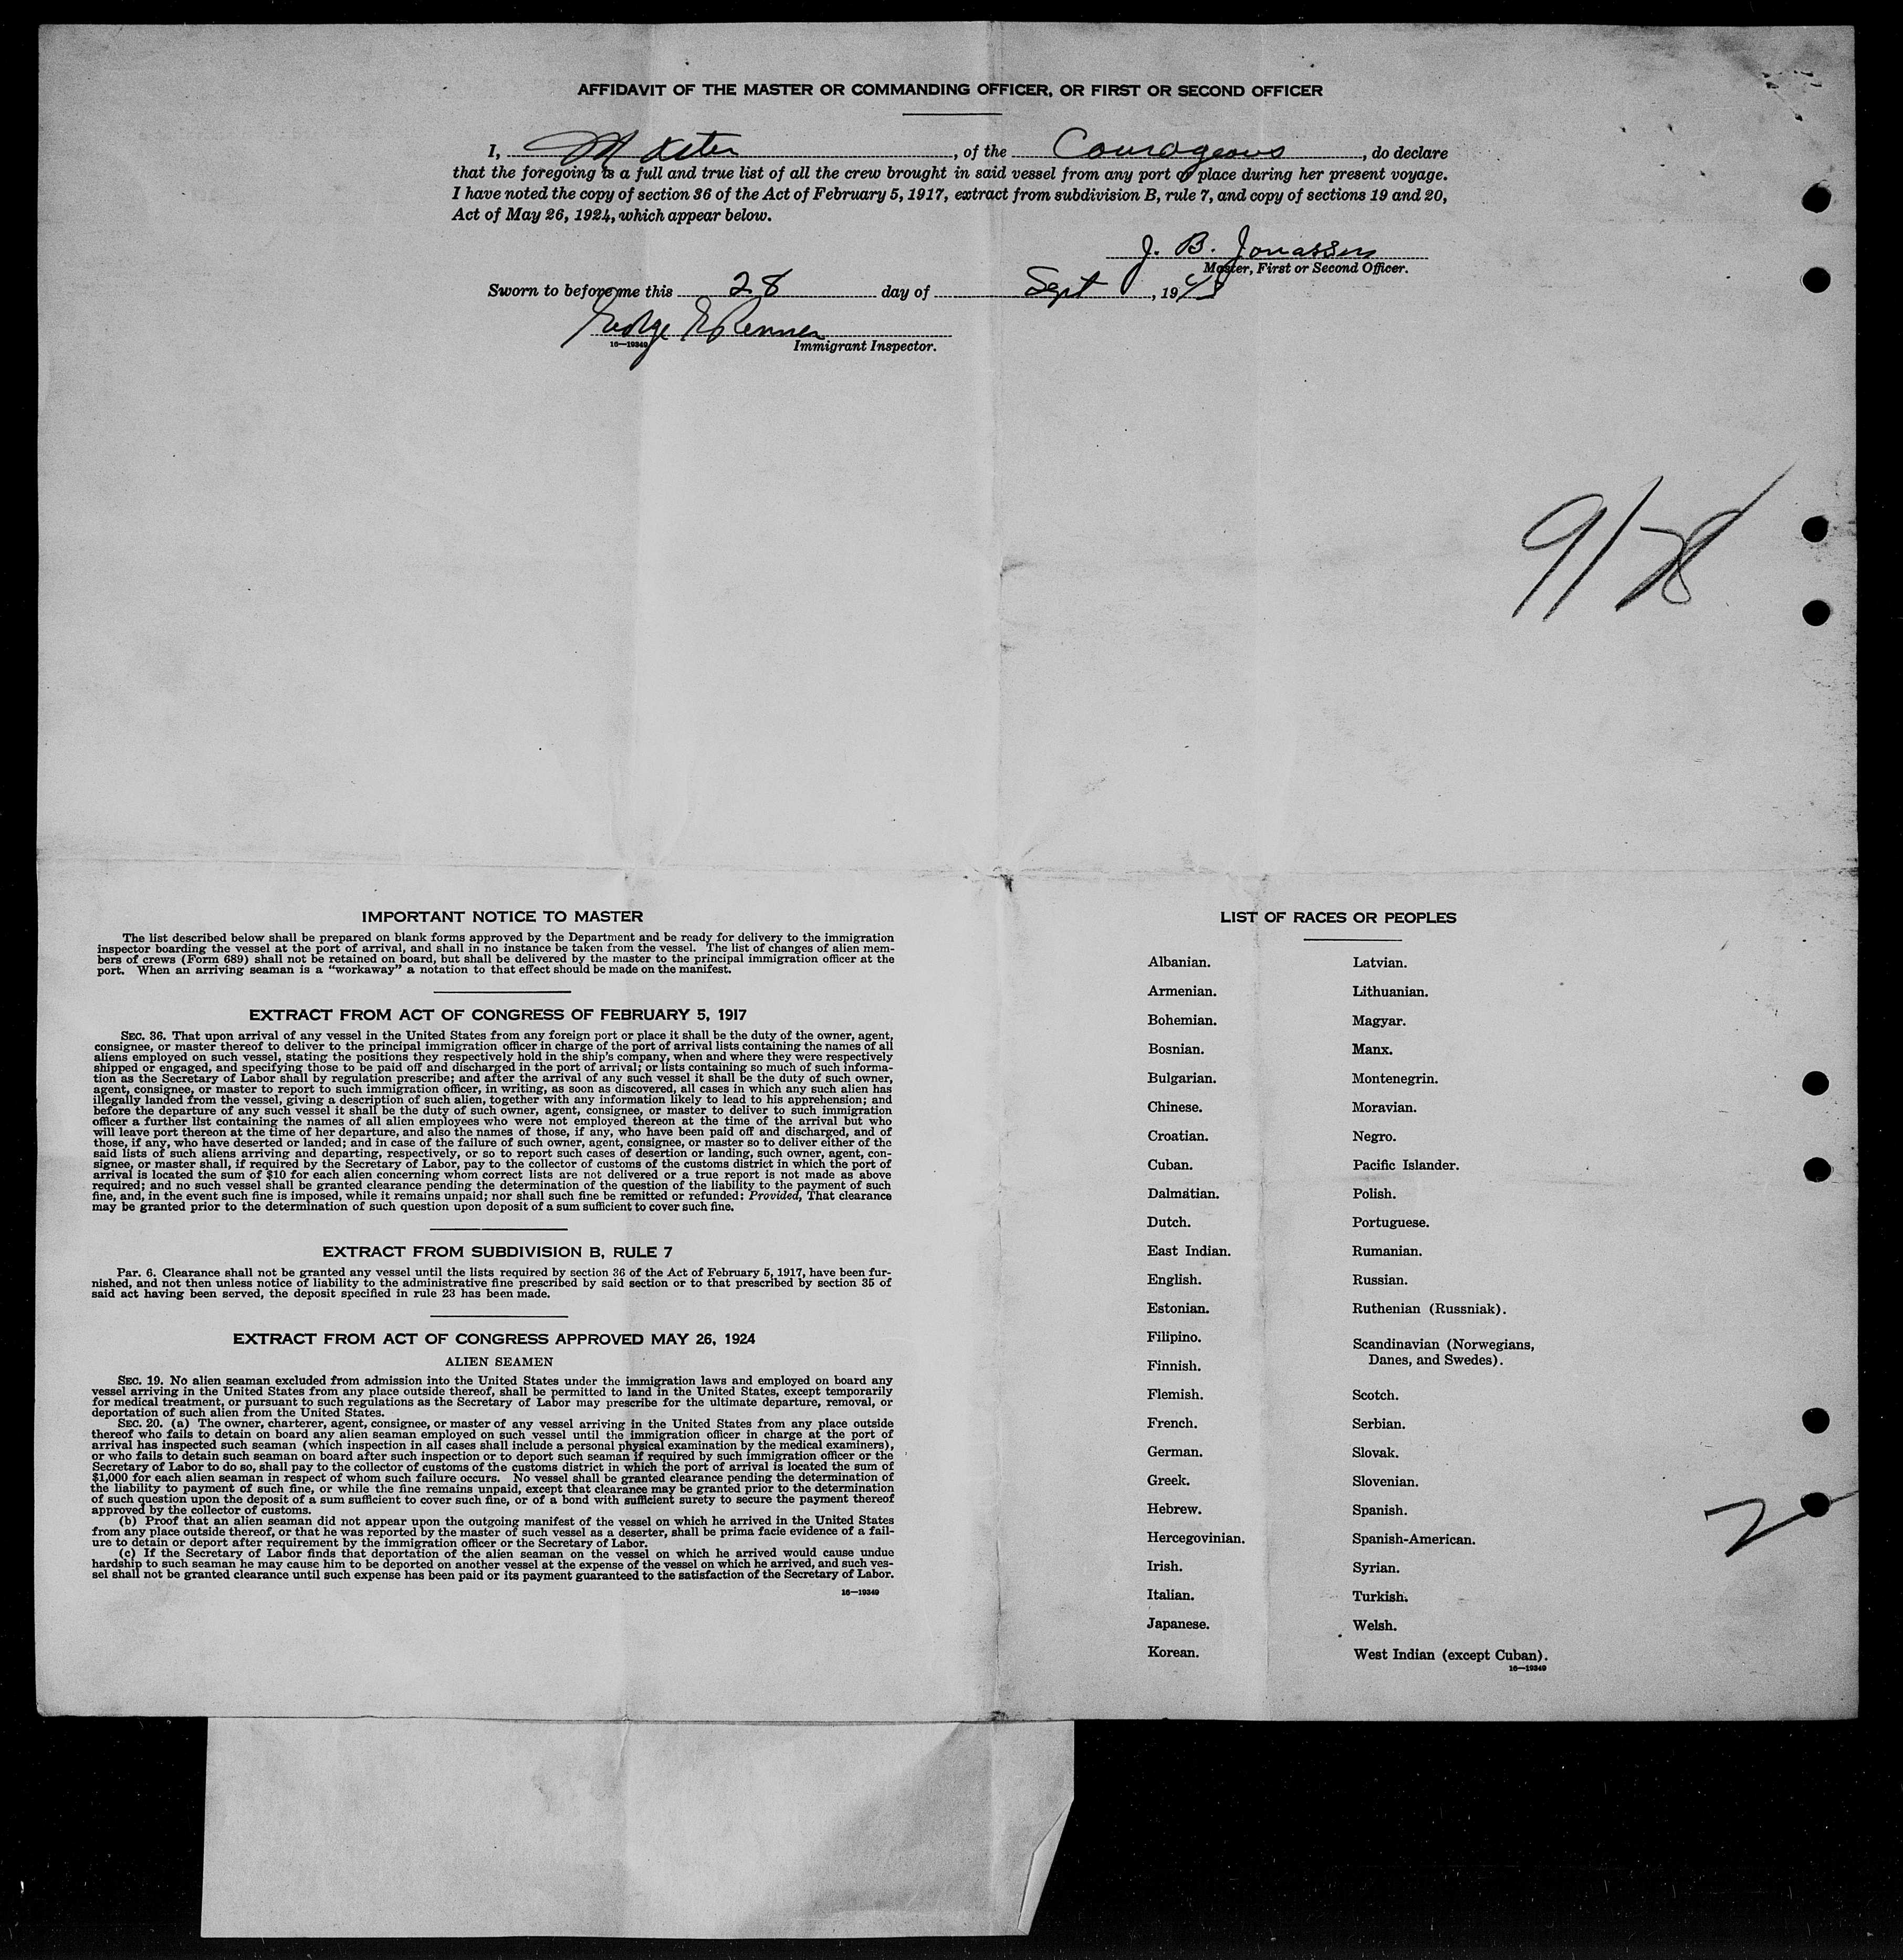 AFFIDAVIT OF THE MASTER OR COMMANDING OFFICER, OR FIRST OR SECOND OFFICER
I, , of the Courageous, do declare
that the foregoing is a full and true list of all the crew brought in said vessel from any port or place during her present voyage.
I have noted the copy of section 36 of the Act of February 5, 1917, extract from subdivision B, rule 7, and copy of sections 19 and 20,
Act of May 26, 1924, which appear below.
J. B. Jonassen
Master, First or Second Officer.
Sworn to before me this 28 day of Sept, 1943
George E Renner
16—19349 Immigrant Inspector.
9/28
IMPORTANT NOTICE TO MASTER
The list described below shall be prepared on blank forms approved by the Department and be ready for delivery to the immigration
inspector boarding the vessel at the port of arrival, and shall in no instance be taken from the vessel. The list of changes of alien mem-
bers of crews (Form 689) shall not be retained on board, but shall be delivered by the master to the principal immigration officer at the
port. When an arriving seaman is a "workaway" a notation to that effect should be made on the manifest.
EXTRACT FROM ACT OF CONGRESS OF FEBRUARY 5, 1917
SEC. 36. That upon arrival of any vessel in the United States from any foreign port or place it shall be the duty of the owner, agent,
consignee, or master thereof to deliver to the principal immigration officer in charge of the port of arrival lists containing the names of all
aliens employed on such vessel, stating the positions they respectively hold in the ship's company, when and where they were respectively
shipped or engaged, and specifying those to be paid off and discharged in the port of arrival; or lists containing so much of such informa-
tion as the Secretary of Labor shall by regulation prescribe; and after the arrival of any such vessel it shall be the duty of such owner,
agent, consignee, or master to report to such immigration officer, in writing, as soon as discovered, all cases in which any such alien has
illegally landed from the vessel, giving a description of such alien, together with any information likely to lead to his apprehension; and
before the departure of any such vessel it shall be the duty of such owner, agent, consignee, or master to deliver to such immigration
officer a further list containing the names of all alien employees who were not employed thereon at the time of the arrival but who
will leave port thereon at the time of her departure, and also the names of those, if any, who have been paid off and discharged, and of
those, if any, who have deserted or landed; and in case of the failure of such owner, agent, consignee, or master so to deliver either of the
said lists of such aliens arriving and departing, respectively, or so to report such cases of desertion or landing, such owner, agent, con-
signee, or master shall, if required by the Secretary of Labor, pay to the collector of customs of the customs district in which the port of
arrival is located the sum of $10 for each alien concerning whom correct lists are not delivered or a true report is not made as above
required; and no such vessel shall be granted clearance pending the determination of the question of the liability to the payment of such
fine, and, in the event such fine is imposed, while it remains unpaid; nor shall such fine be remitted or refunded: Provided, That clearance
may be granted prior to the determination of such question upon deposit of a sum sufficient to cover such fine.
EXTRACT FROM SUBDIVISION B, RULE 7
Par. 6. Clearance shall not be granted any vessel until the lists required by section 36 of the Act of February 5, 1917, have been fur-
nished, and not then unless notice of liability to the administrative fine prescribed by said section or to that prescribed by section 35 of
said act having been served, the deposit specified in rule 23 has been made.
EXTRACT FROM ACT OF CONGRESS APPROVED MAY 26, 1924
ALIEN SEAMEN
SEC. 19. No alien seaman excluded from admission into the United States under the immigration laws and employed on board any
vessel arriving in the United States from any place outside thereof, shall be permitted to land in the United States, except temporarily
for medical treatment, or pursuant to such regulations as the Secretary of Labor may prescribe for the ultimate departure, removal, or
deportation of such alien from the United States.
SEC. 20. (a) The owner, charterer, agent, consignee, or master of any vessel arriving in the United States from any place outside
thereof who fails to detain on board any alien seaman employed on such vessel until the immigration officer in charge at the port of
arrival has inspected such seaman (which inspection in all cases shall include a personal physical examination by the medical examiners),
or who fails to detain such seaman on board after such inspection or to deport such seaman if required by such immigration officer or the
Secretary of Labor to do so, shall pay to the collector of customs of the customs district in which the port of arrival is located the sum of
$1,000 for each alien seaman in respect of whom such failure occurs. No vessel shall be granted clearance pending the determination of
the liability to payment of such fine, or while the fine remains unpaid, except that clearance may be granted prior to the determination
of such question upon the deposit of a sum sufficient to cover such fine, or of a bond with sufficient surety to secure the payment thereof
approved by the collector of customs.
(b) Proof that an alien seaman did not appear upon the outgoing manifest of the vessel on which he arrived in the United States
from any place outside thereof, or that he was reported by the master of such vessel as a deserter, shall be prima facie evidence of a fail-
ure to detain or deport after requirement by the immigration officer or the Secretary of Labor.
(c) If the Secretary of Labor finds that deportation of the alien seaman on the vessel on which he arrived would cause undue
hardship to such seaman he may cause him to be deported on another vessel at the expense of the vessel on which he arrived, and such ves-
sel shall not be granted clearance until such expense has been paid or its payment guaranteed to the satisfaction of the Secretary of Labor.
16—19349
LIST OF RACES OR PEOPLES
Albanian.
Armenian.
Bohemian.
Bosnian.
Bulgarian.
Chinese.
Croatian.
Cuban.
Dalmatian.
Dutch.
East Indian.
English.
Estonian.
Filipino.
Finnish.
Flemish.
French.
German.
Greek.
Hebrew.
Hercegovinian.
Irish.
Italian.
Japanese.
Korean.
Latvian.
Lithuanian.
Magyar.
Manx.
Montenegrin.
Moravian.
Negro.
Pacific Islander.
Polish.
Portuguese.
Rumanian.
Russian.
Ruthenian (Russniak).
Scandinavian (Norwegians,
Danes, and Swedes).
Scotch.
Serbian.
Slovak.
Slovenian.
Spanish.
Spanish-American.
Syrian.
Turkish.
Welsh.
West Indian (except Cuban).
16—19349
2